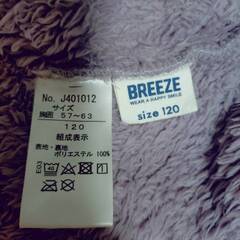 No. J401012
サイズ
胸囲 57~63
120
組成表示
表地・裏地
ポリエステル 100%
E03
BREEZE
WEAR A HAPPY SMILE
size 120